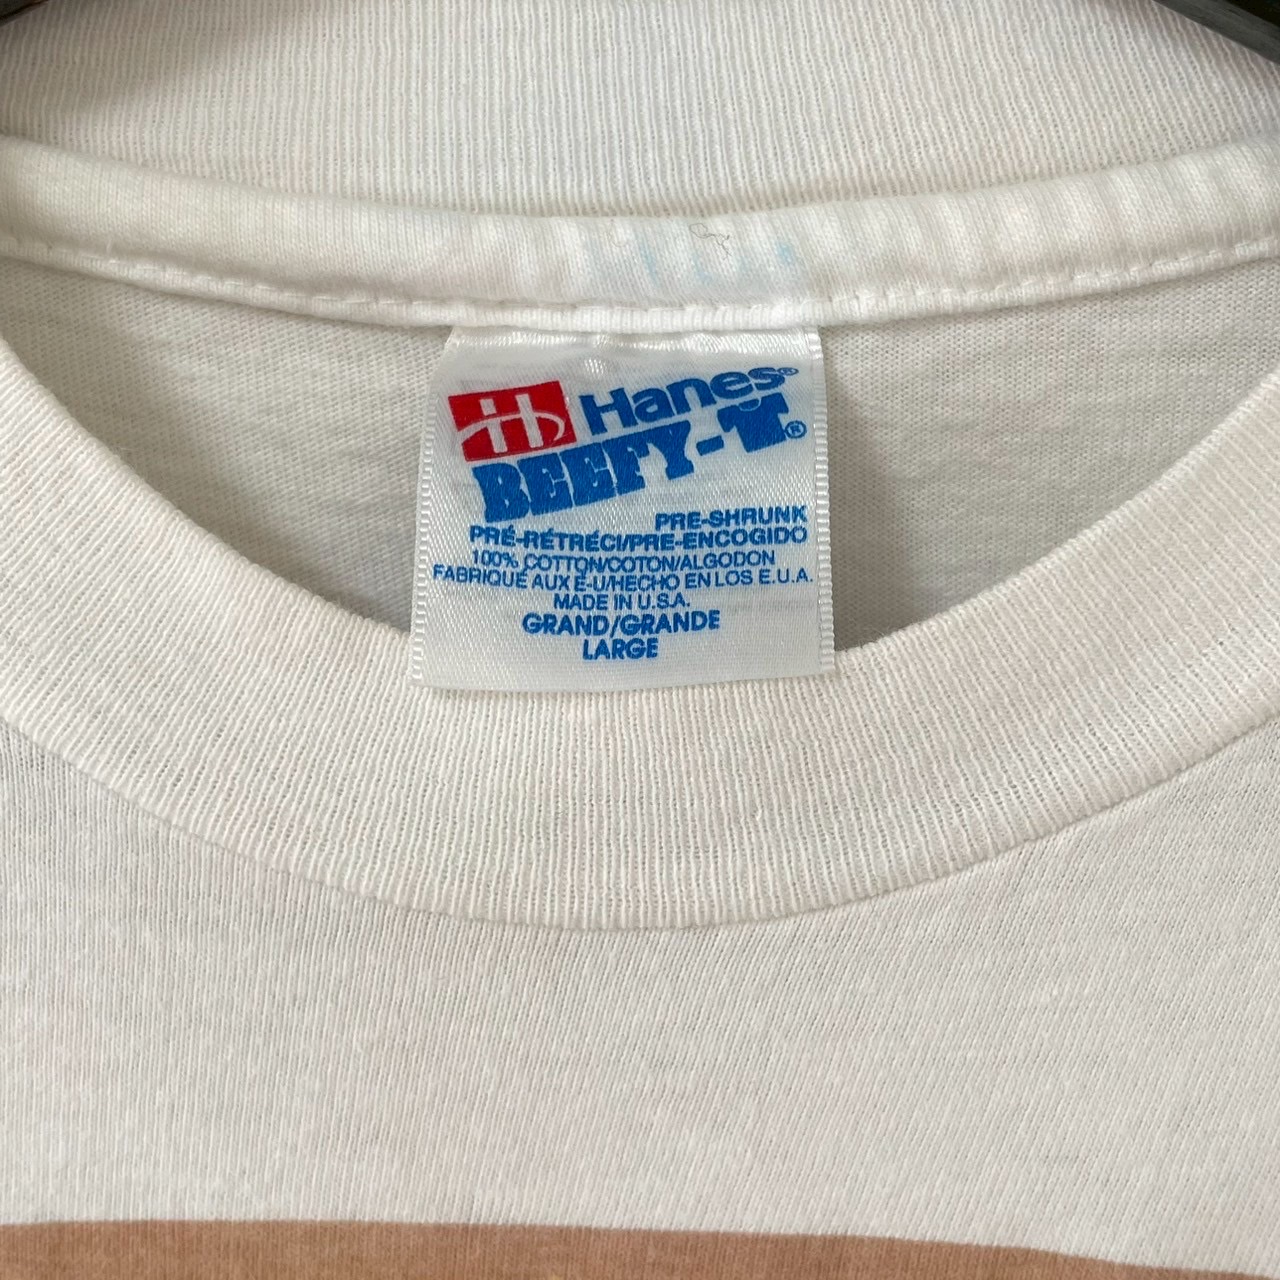 Hanes®
BEEFY-T®
PRE-SHRUNK
PRÉ-RÉTRÉCI/PRE-ENCOGIDO
100% COTTON/COTON/ALGODON
FABRIQUÉ AUX É-U/HECHO EN LOS E.U.A.
MADE IN U.S.A.
GRAND/GRANDE
LARGE